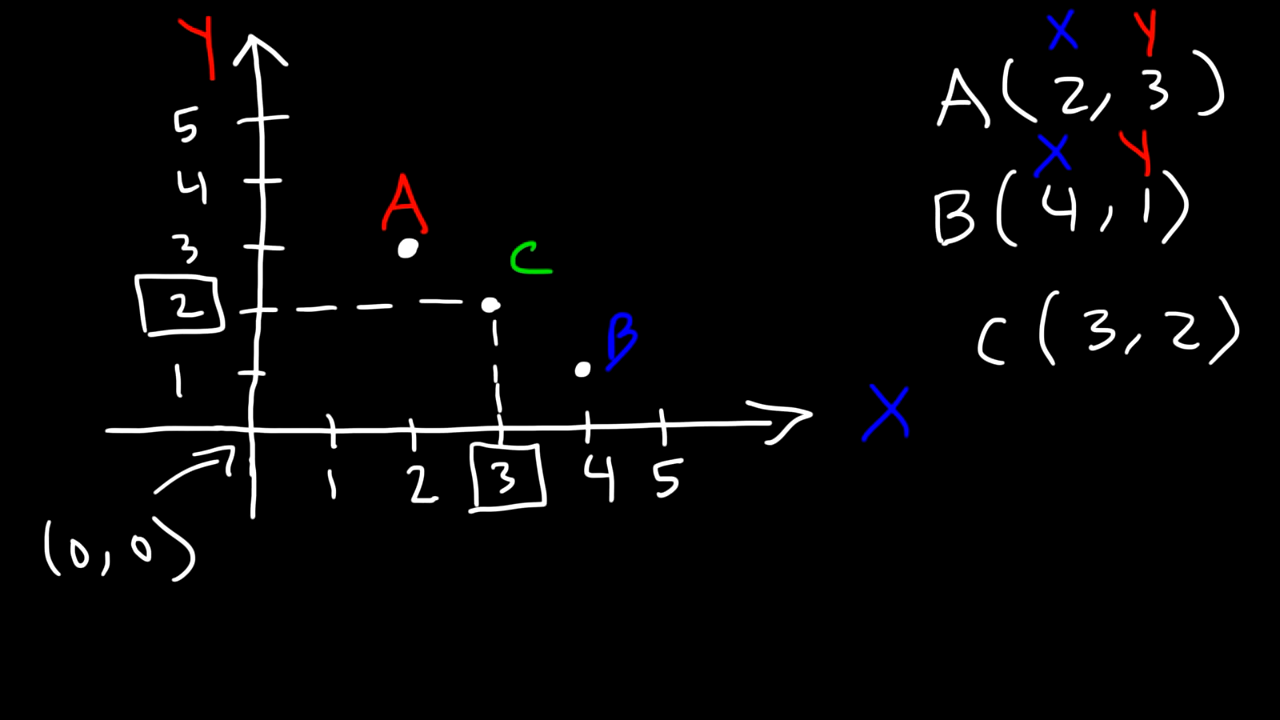 Y
5
4
3
2
1
A
C
B
X
1 2 3 4 5
(0,0)
X Y
A(2,3)
X Y
B(4,1)
C(3,2)